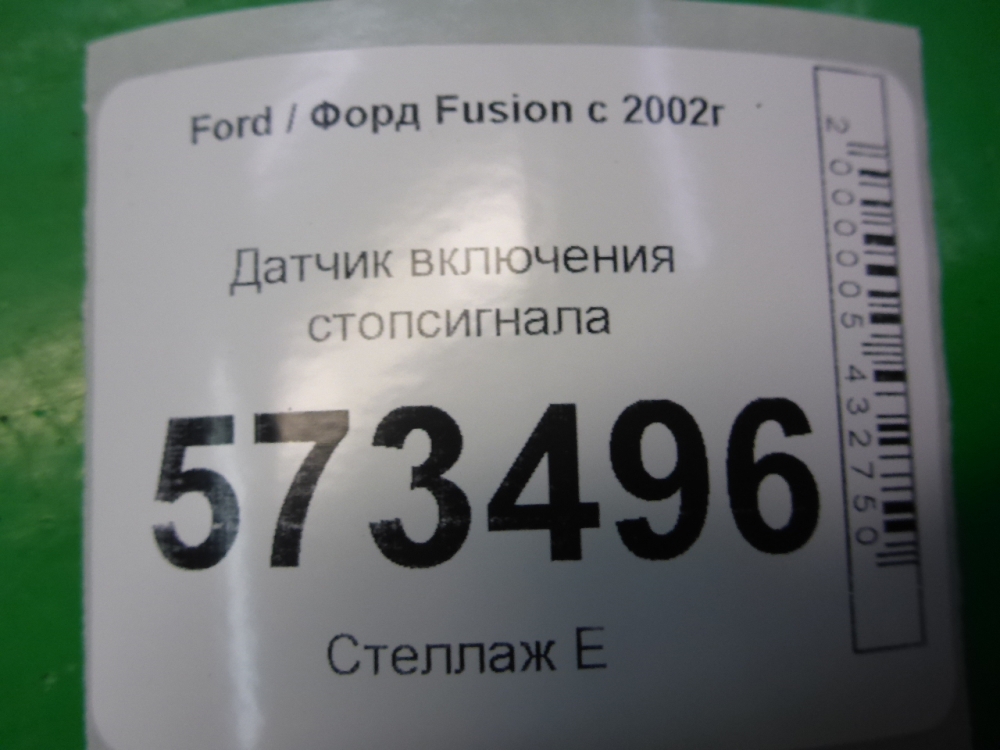 Ford / Форд Fusion с 2002г
Датчик включения
стопсигнала
573496
Стеллаж Е
2000005432750